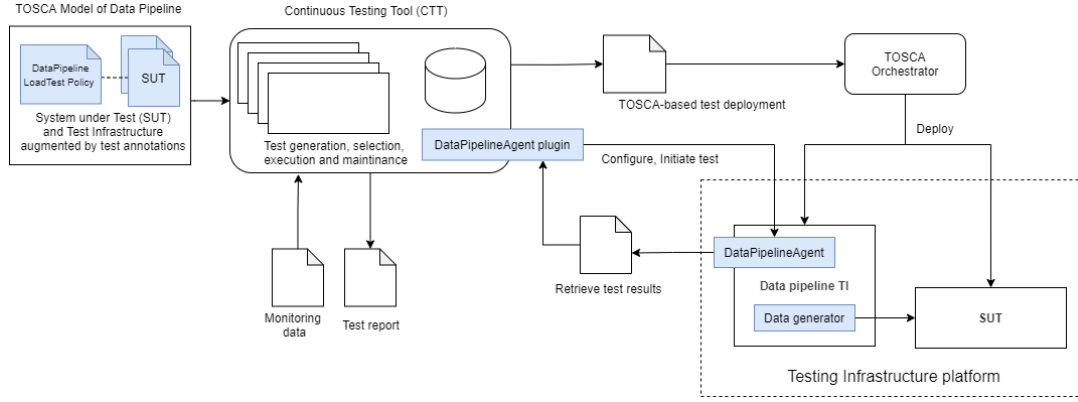 TOSCA Model of Data Pipeline
DataPipeline
LoadTest Policy
SUT
System under Test (SUT)
and Test Infrastructure
augmented by test annotations
Continuous Testing Tool (CTT)
Test generation, selection,
execution and maintinance
DataPipelineAgent plugin
TOSCA-based test deployment
TOSCA
Orchestrator
Deploy
Configure, Initiate test
Monitoring
data
Test report
Retrieve test results
DataPipelineAgent
Data pipeline TI
Data generator
SUT
Testing Infrastructure platform